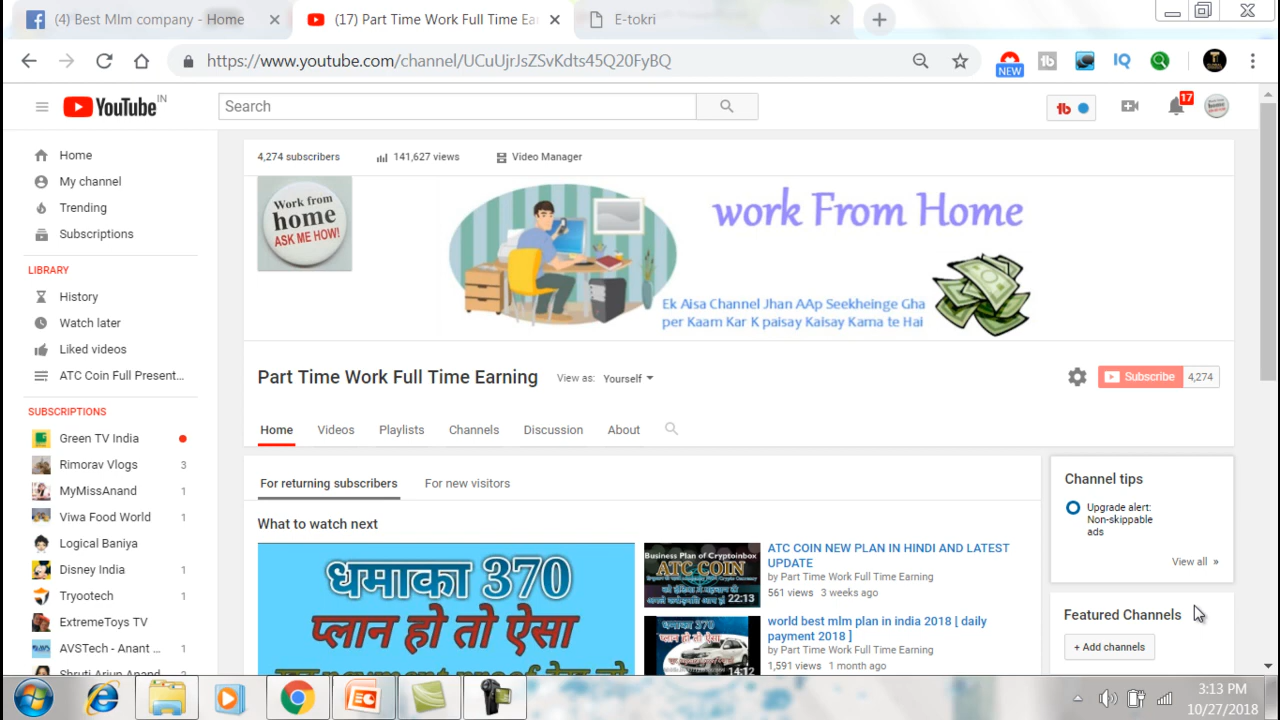 (4) Best Mlm company - Home
(17) Part Time Work Full Time Ea
E-tokri
https://www.youtube.com/channel/UCuUjrJsZSvKdts45Q20FyBQ
NEW
YouTube IN
Search
17
Home
My channel
Trending
Subscriptions
LIBRARY
History
Watch later
Liked videos
ATC Coin Full Present...
SUBSCRIPTIONS
Green TV India
Rimorav Vlogs 3
MyMissAnand 1
Viwa Food World 1
Logical Baniya
Disney India 1
Tryootech 1
ExtremeToys TV
AVSTech - Anant ... 1
Shruti Arjun Anand
4,274 subscribers 141,627 views Video Manager
Work from
home
ASK ME HOW!
work From Home
Ek Aisa Channel Jhan AAp Seekheinge Gha
per Kaam Kar K paisay Kaisay Kama te Hai
Part Time Work Full Time Earning
View as: Yourself
Subscribe 4,274
Home Videos Playlists Channels Discussion About
For returning subscribers For new visitors
What to watch next
धमाका 370
प्लान हो तो ऐसा
Business Plan of Cryptoinbox
ATC COIN
22:13
ATC COIN NEW PLAN IN HINDI AND LATEST
UPDATE
by Part Time Work Full Time Earning
561 views 3 weeks ago
धमाका 370
प्लान हो तो ऐसा
14:12
world best mlm plan in india 2018 [ daily
payment 2018 ]
by Part Time Work Full Time Earning
1,591 views 1 month ago
Channel tips
Upgrade alert:
Non-skippable
ads
View all »
Featured Channels
+ Add channels
3:13 PM
10/27/2018